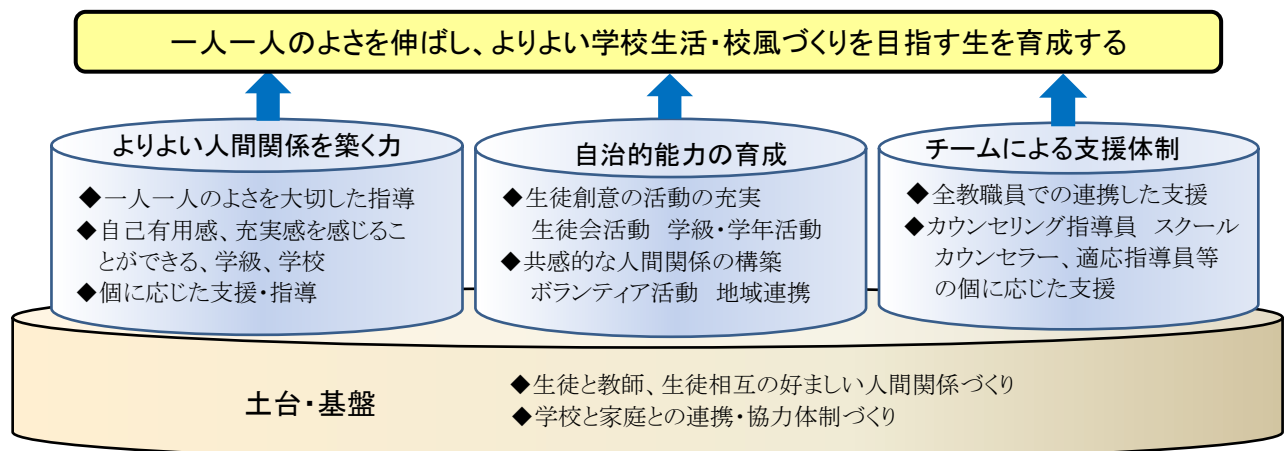 一人一人のよさを伸ばし、よりよい学校生活・校風づくりを目指す生を育成する
よりよい人間関係を築く力
◆一人一人のよさを大切した指導
◆自己有用感、充実感を感じるこ
とができる、学級、学校
◆個に応じた支援・指導
自治的能力の育成
◆生徒創意の活動の充実
生徒会活動　学級・学年活動
◆共感的な人間関係の構築
ボランティア活動　地域連携
チームによる支援体制
◆全教職員での連携した支援
◆カウンセリング指導員　スクール
カウンセラー、適応指導員等
の個に応じた支援
土台・基盤
◆生徒と教師、生徒相互の好ましい人間関係づくり
◆学校と家庭との連携・協力体制づくり